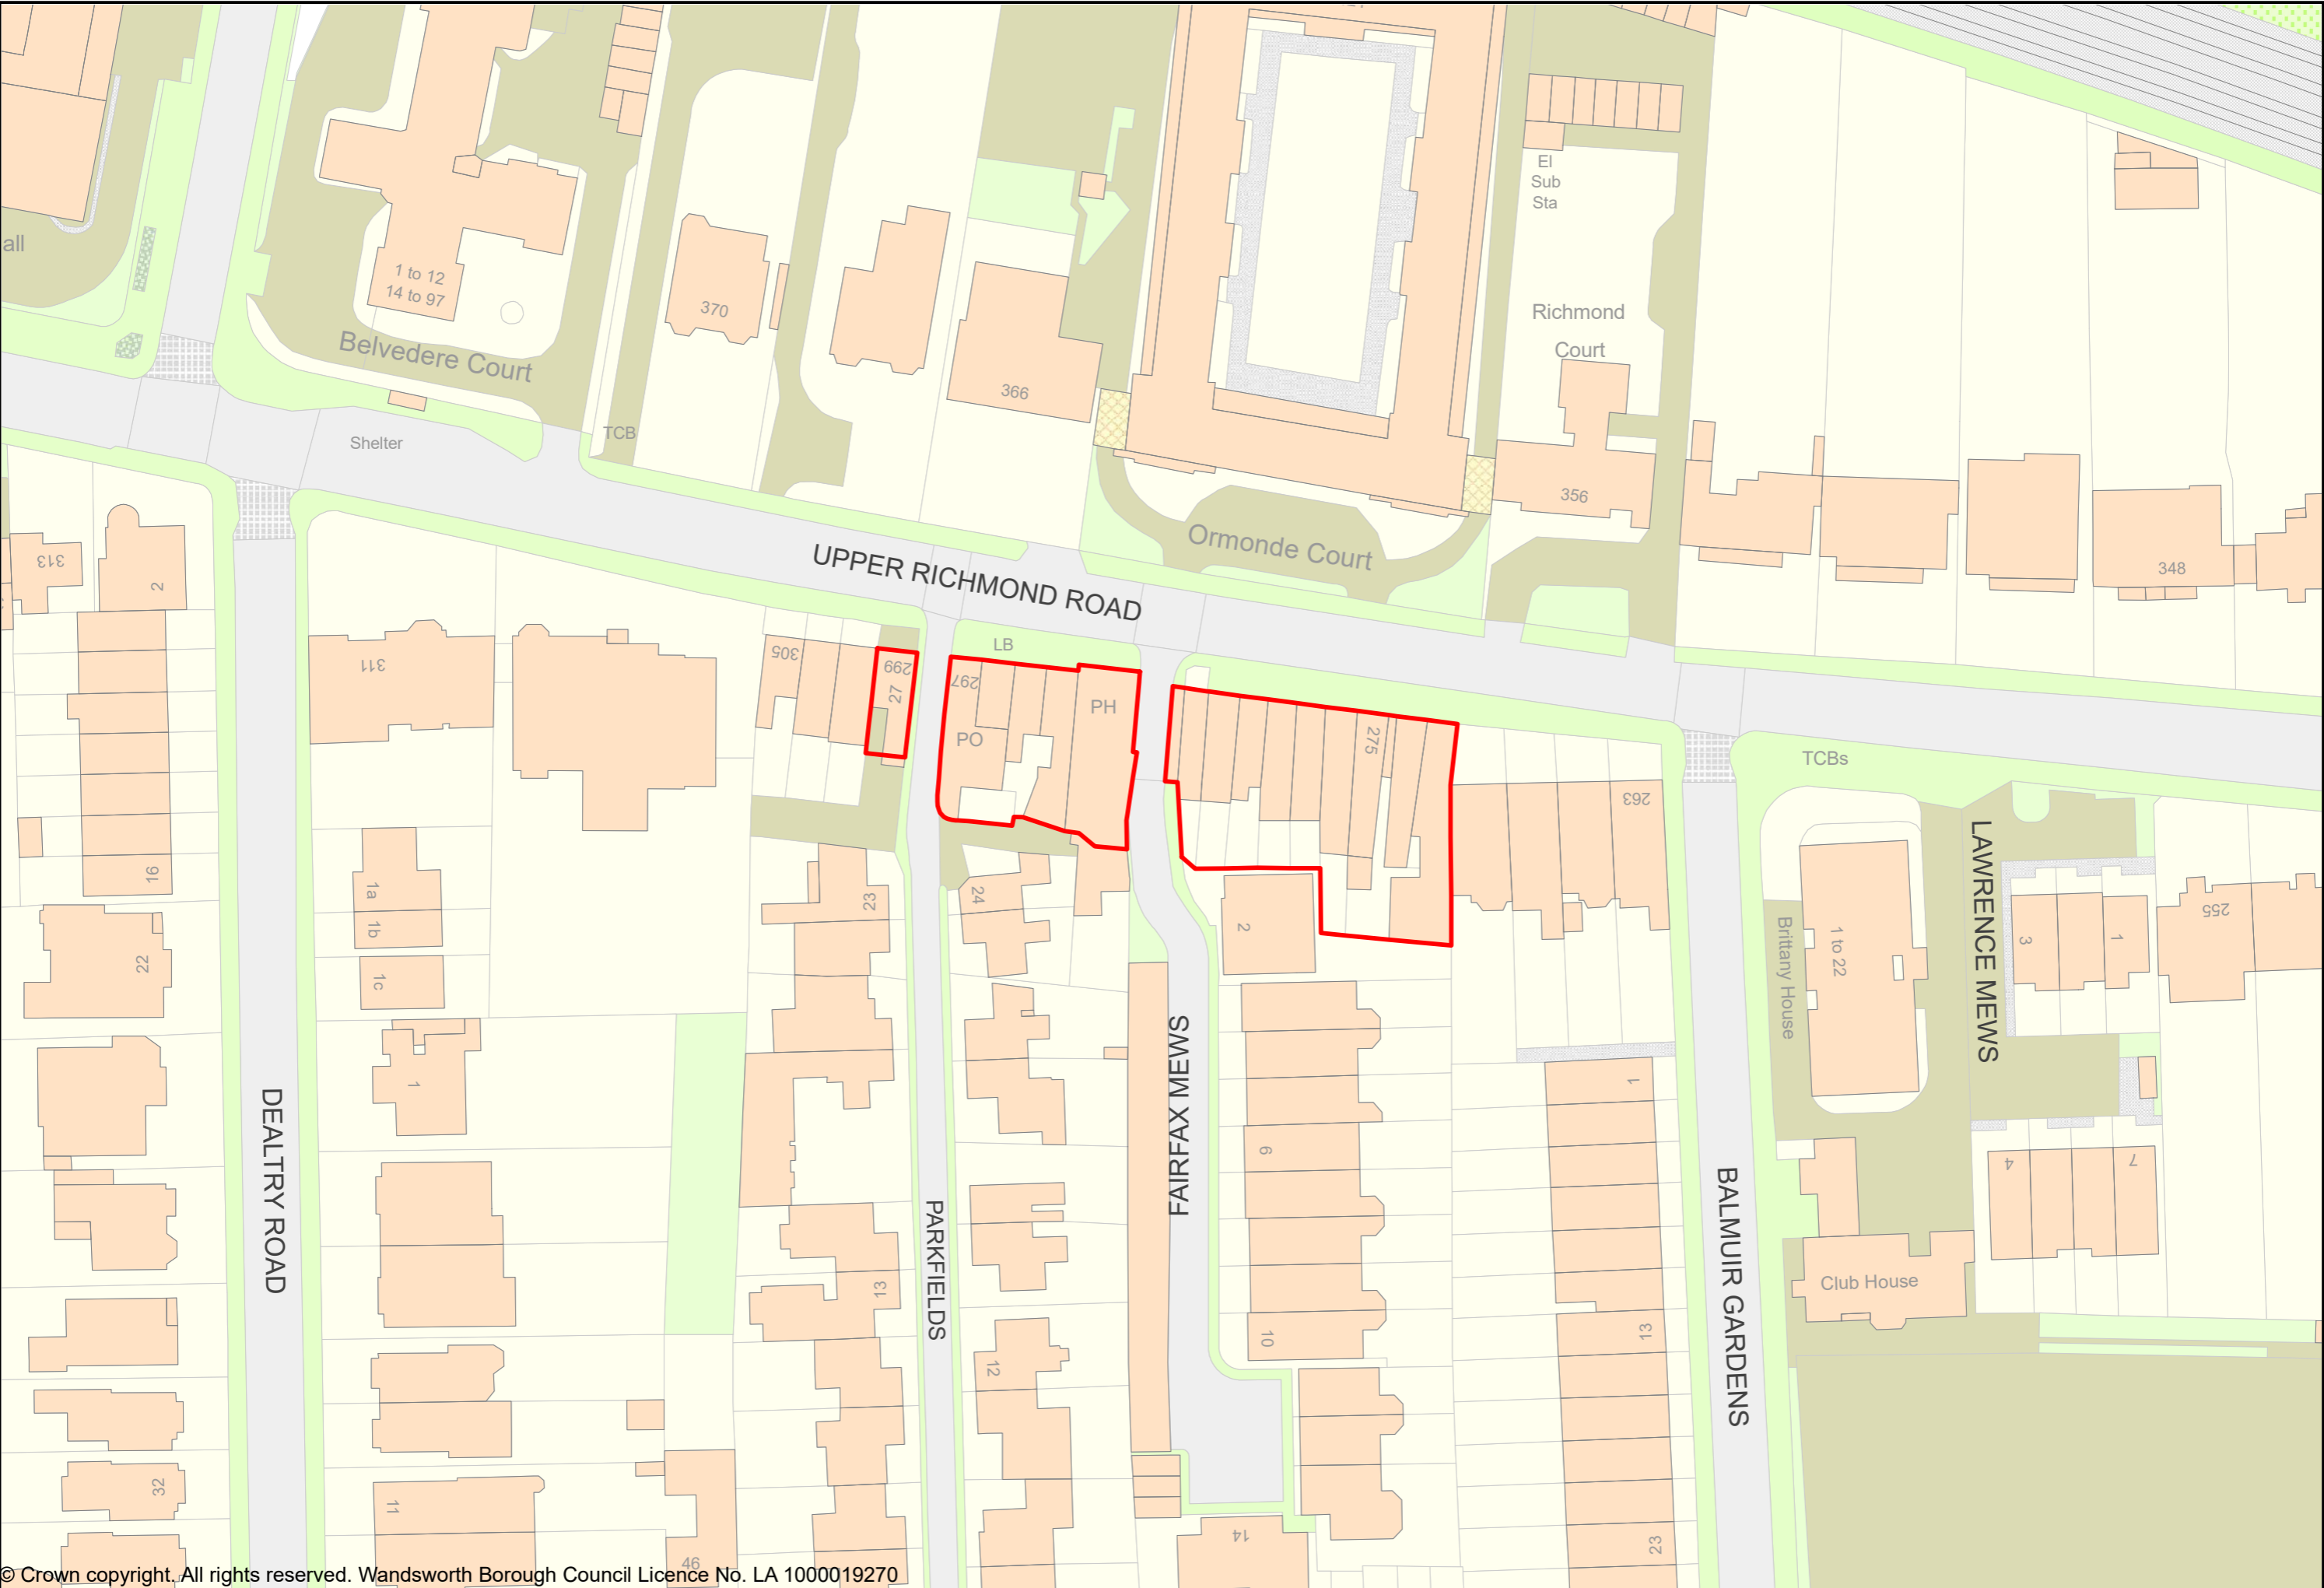 all
El
Sub
Sta
1 to 12
14 to 97
370
Richmond
Court
Belvedere Court
366
Shelter
TCB
356
Ormonde Court
UPPER RICHMOND ROAD
348
313
2
311
305
299
27
297
LB
PH
PO
275
TCBs
263
16
1a
1b
1c
22
23
24
2
Brittany House
1 to 22
LAWRENCE MEWS
3
1
255
1
DEALTRY ROAD
PARKFIELDS
FAIRFAX MEWS
6
1
4
7
BALMUIR GARDENS
Club House
13
12
10
13
32
11
46
14
23
© Crown copyright. All rights reserved. Wandsworth Borough Council Licence No. LA 1000019270